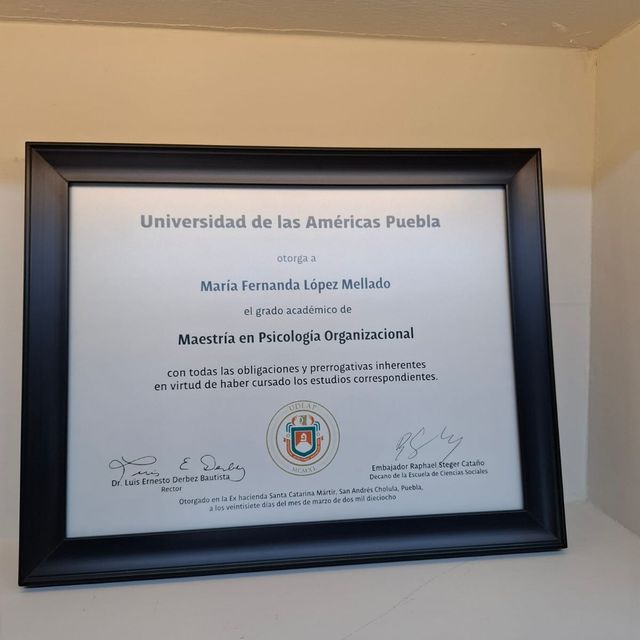 Universidad de las Américas Puebla
otorga a
María Fernanda López Mellado
el grado académico de
Maestría en Psicología Organizacional
con todas las obligaciones y prerrogativas inherentes
en virtud de haber cursado los estudios correspondientes.
UDLAP
MCMXL
Luis E Derbez
Dr. Luis Ernesto Derbez Bautista
Rector
Embajador Raphael Steger Cataño
Decano de la Escuela de Ciencias Sociales
Otorgado en la Ex hacienda Santa Catarina Mártir, San Andrés Cholula, Puebla,
a los veintisiete días del mes de marzo de dos mil dieciocho